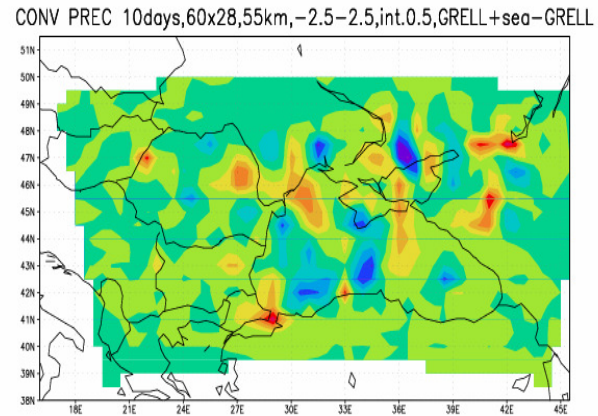 CONV PREC 10days,60x28,55km,-2.5-2.5,int.0.5,GRELL+sea-GRELL
51N
50N
49N
48N
47N
46N
45N
44N
43N
42N
41N
40N
39N
38N
18E 21E 24E 27E 30E 33E 36E 39E 42E 45E